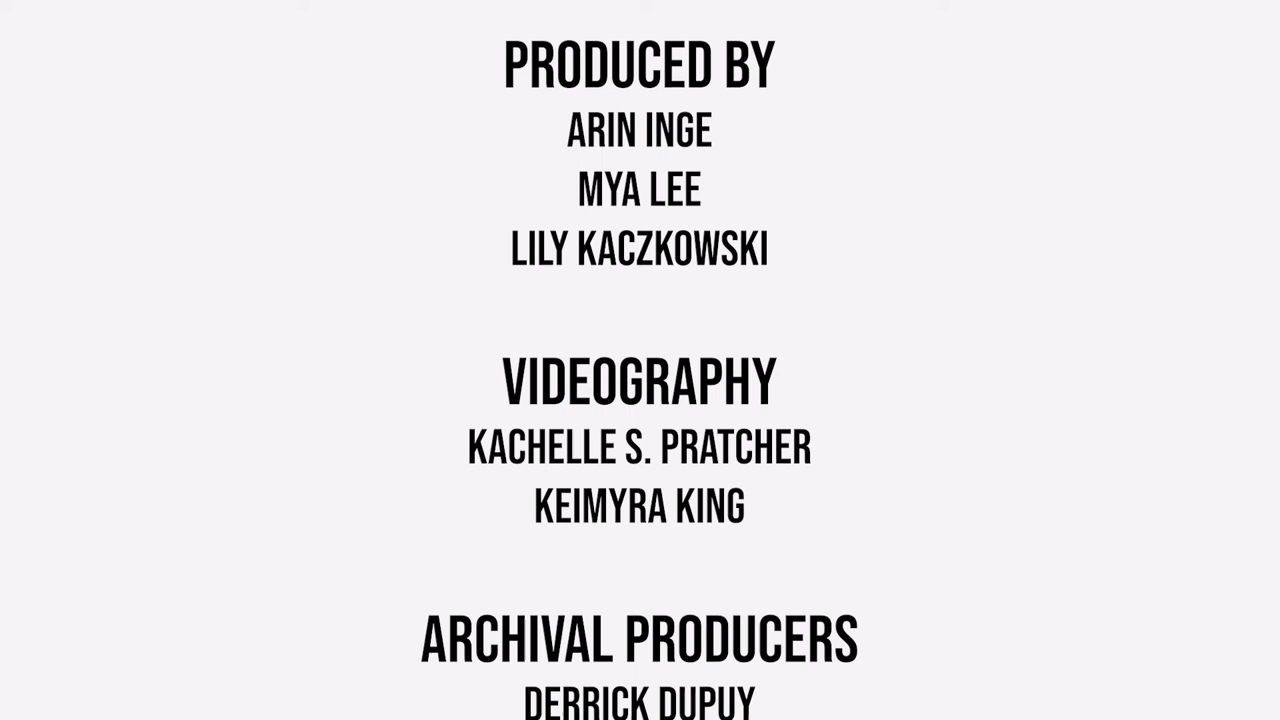 PRODUCED BY
ARIN INGE
MYA LEE
LILY KACZKOWSKI
VIDEOGRAPHY
KACHELLE S. PRATCHER
KEIMYRA KING
ARCHIVAL PRODUCERS
DERRICK DUPUY